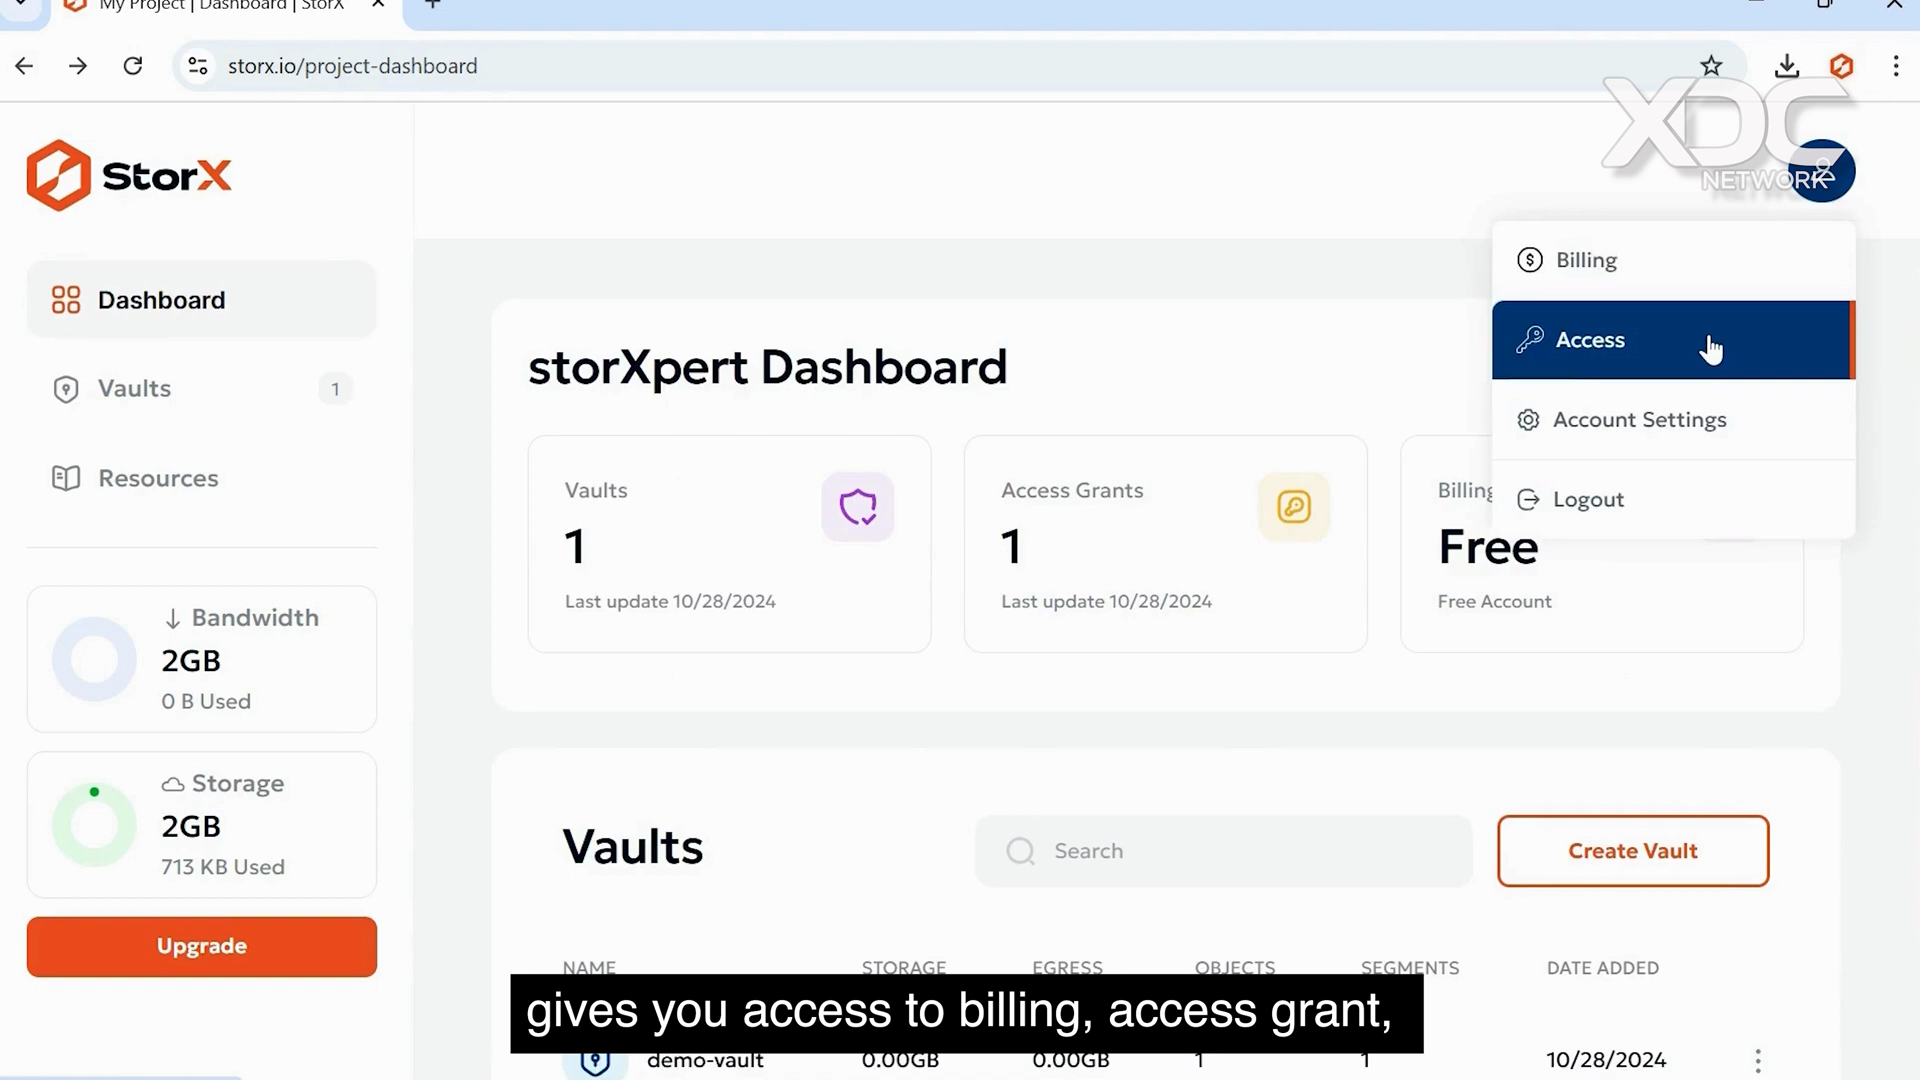 My Project | Dashboard | StorX
storx.io/project-dashboard
XDC
NETWORK
StorX
Billing
Dashboard
Access
storXpert Dashboard
Vaults 1
Account Settings
Resources
Vaults
Access Grants
Billing
Logout
1
1
Free
Last update 10/28/2024
Last update 10/28/2024
Free Account
Bandwidth
2GB
0 B Used
Storage
2GB
713 KB Used
Vaults
Search
Create Vault
Upgrade
NAME STORAGE EGRESS OBJECTS SEGMENTS DATE ADDED
gives you access to billing, access grant,
demo-vault 0.00GB 0.00GB 1 1 10/28/2024